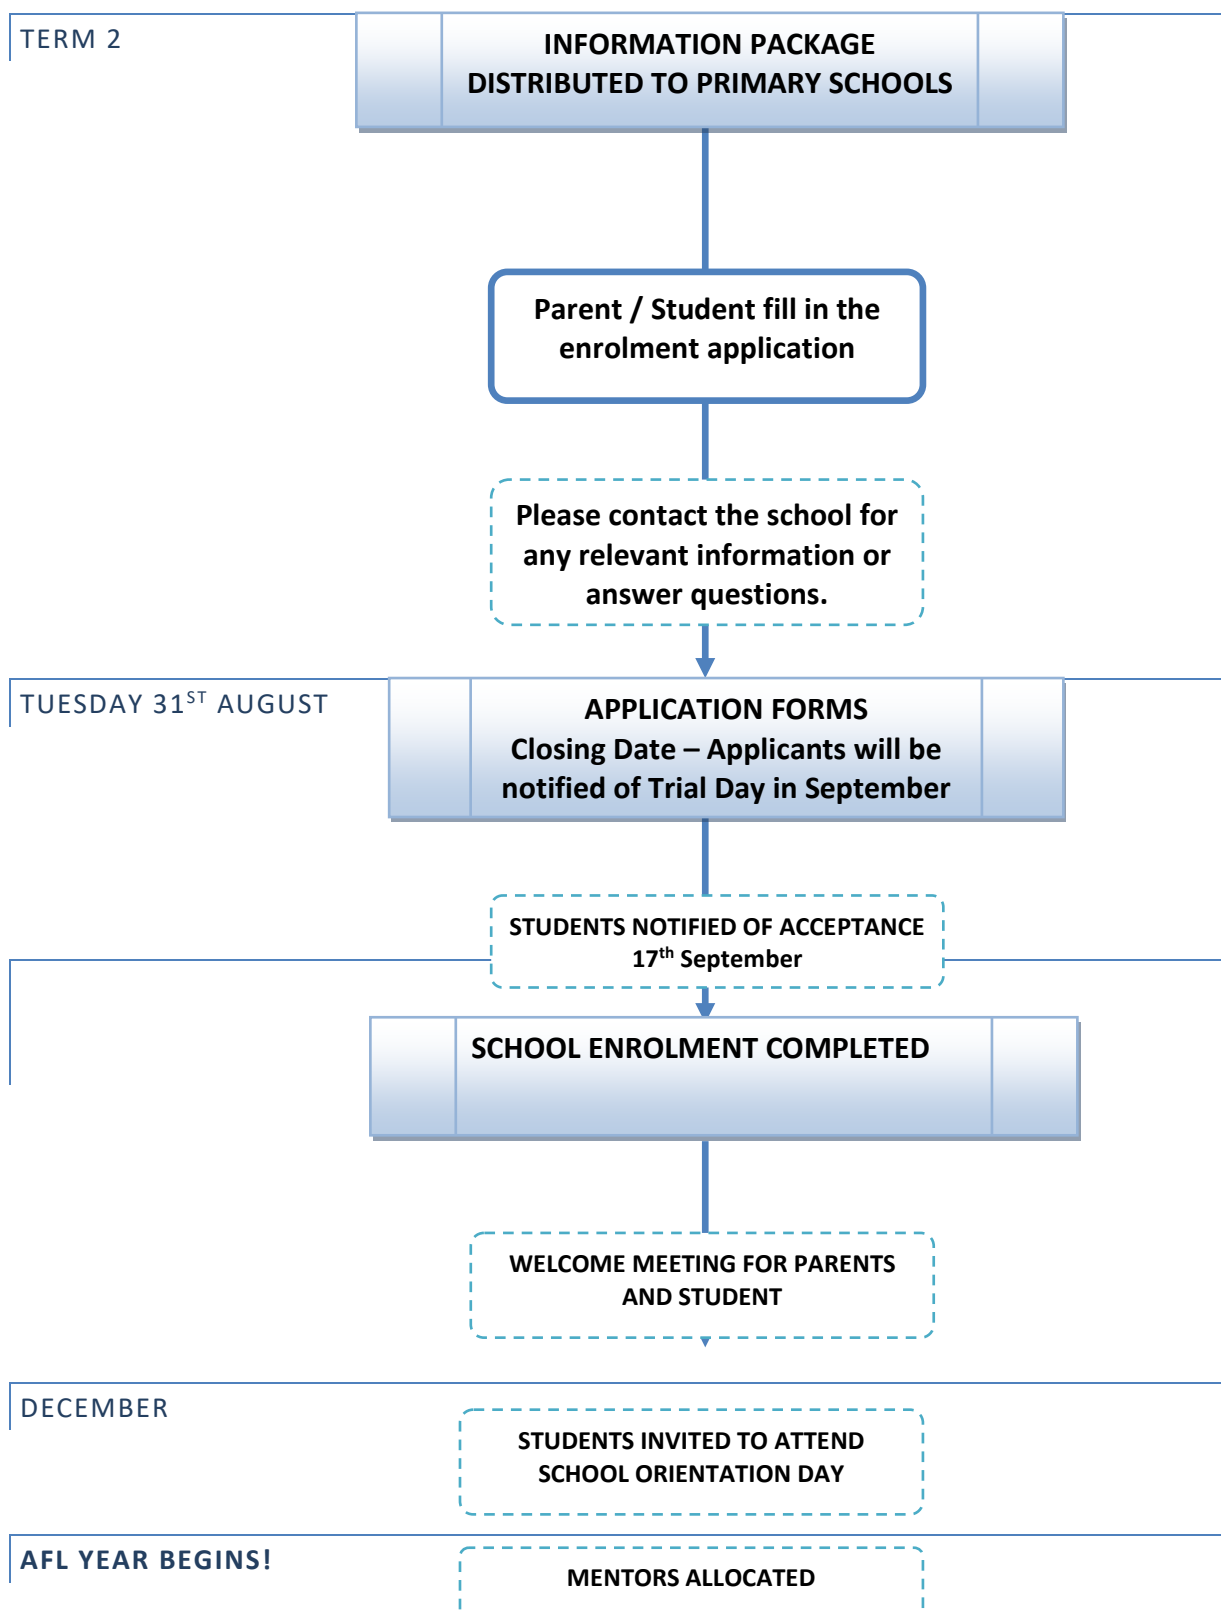 TERM 2
INFORMATION PACKAGE
DISTRIBUTED TO PRIMARY SCHOOLS
Parent / Student fill in the
enrolment application
Please contact the school for
any relevant information or
answer questions.
TUESDAY 31ST AUGUST
APPLICATION FORMS
Closing Date – Applicants will be
notified of Trial Day in September
STUDENTS NOTIFIED OF ACCEPTANCE
17th September
SCHOOL ENROLMENT COMPLETED
WELCOME MEETING FOR PARENTS
AND STUDENT
DECEMBER
STUDENTS INVITED TO ATTEND
SCHOOL ORIENTATION DAY
AFL YEAR BEGINS!
MENTORS ALLOCATED